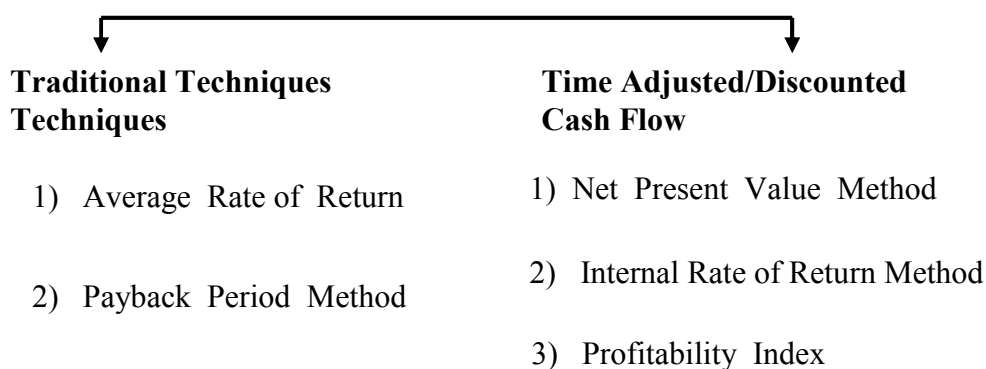 Traditional Techniques
Techniques
1) Average Rate of Return
2) Payback Period Method
Time Adjusted/Discounted
Cash Flow
1) Net Present Value Method
2) Internal Rate of Return Method
3) Profitability Index